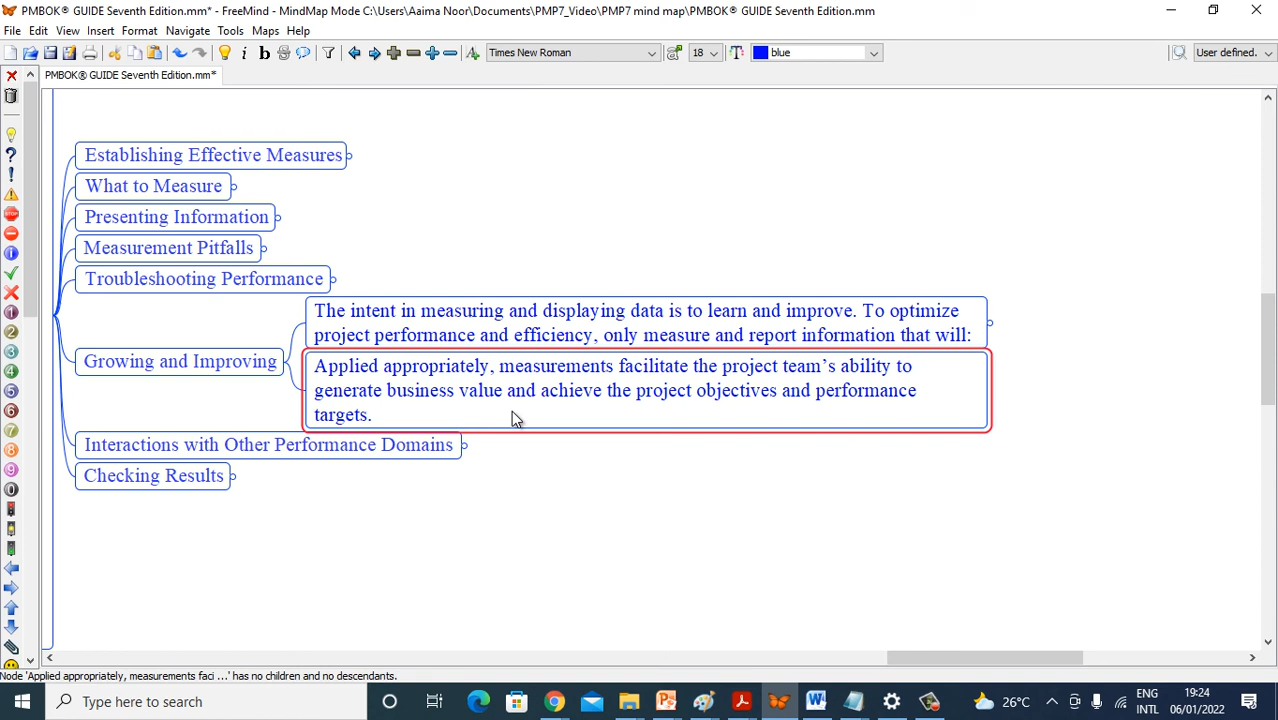 PMBOK® GUIDE Seventh Edition.mm* - FreeMind - MindMap Mode C:\Users\Aaima Noor\Documents\PMP7_Video\PMP7 mind map\PMBOK® GUIDE Seventh Edition.mm
File Edit View Insert Format Navigate Tools Maps Help
Times New Roman 18 blue User defined.
PMBOK® GUIDE Seventh Edition.mm*
Establishing Effective Measures
What to Measure
Presenting Information
Measurement Pitfalls
Troubleshooting Performance
The intent in measuring and displaying data is to learn and improve. To optimize
project performance and efficiency, only measure and report information that will:
Growing and Improving
Applied appropriately, measurements facilitate the project team’s ability to
generate business value and achieve the project objectives and performance
targets.
Interactions with Other Performance Domains
Checking Results
Node 'Applied appropriately, measurements faci ...' has no children and no descendants.
Type here to search
26°C
ENG
INTL
19:24
06/01/2022